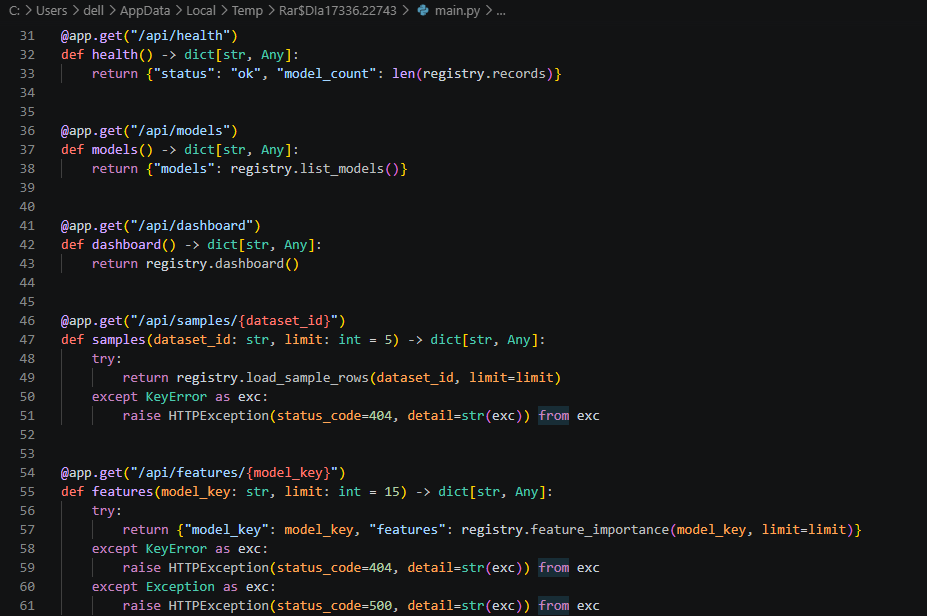 C: > Users > dell > AppData > Local > Temp > Rar$DIa17336.22743 > main.py > ...
31 @app.get("/api/health")
32 def health() -> dict[str, Any]:
33     return {"status": "ok", "model_count": len(registry.records)}
34
35
36 @app.get("/api/models")
37 def models() -> dict[str, Any]:
38     return {"models": registry.list_models()}
39
40
41 @app.get("/api/dashboard")
42 def dashboard() -> dict[str, Any]:
43     return registry.dashboard()
44
45
46 @app.get("/api/samples/{dataset_id}")
47 def samples(dataset_id: str, limit: int = 5) -> dict[str, Any]:
48     try:
49         return registry.load_sample_rows(dataset_id, limit=limit)
50     except KeyError as exc:
51         raise HTTPException(status_code=404, detail=str(exc)) from exc
52
53
54 @app.get("/api/features/{model_key}")
55 def features(model_key: str, limit: int = 15) -> dict[str, Any]:
56     try:
57         return {"model_key": model_key, "features": registry.feature_importance(model_key, limit=limit)}
58     except KeyError as exc:
59         raise HTTPException(status_code=404, detail=str(exc)) from exc
60     except Exception as exc:
61         raise HTTPException(status_code=500, detail=str(exc)) from exc